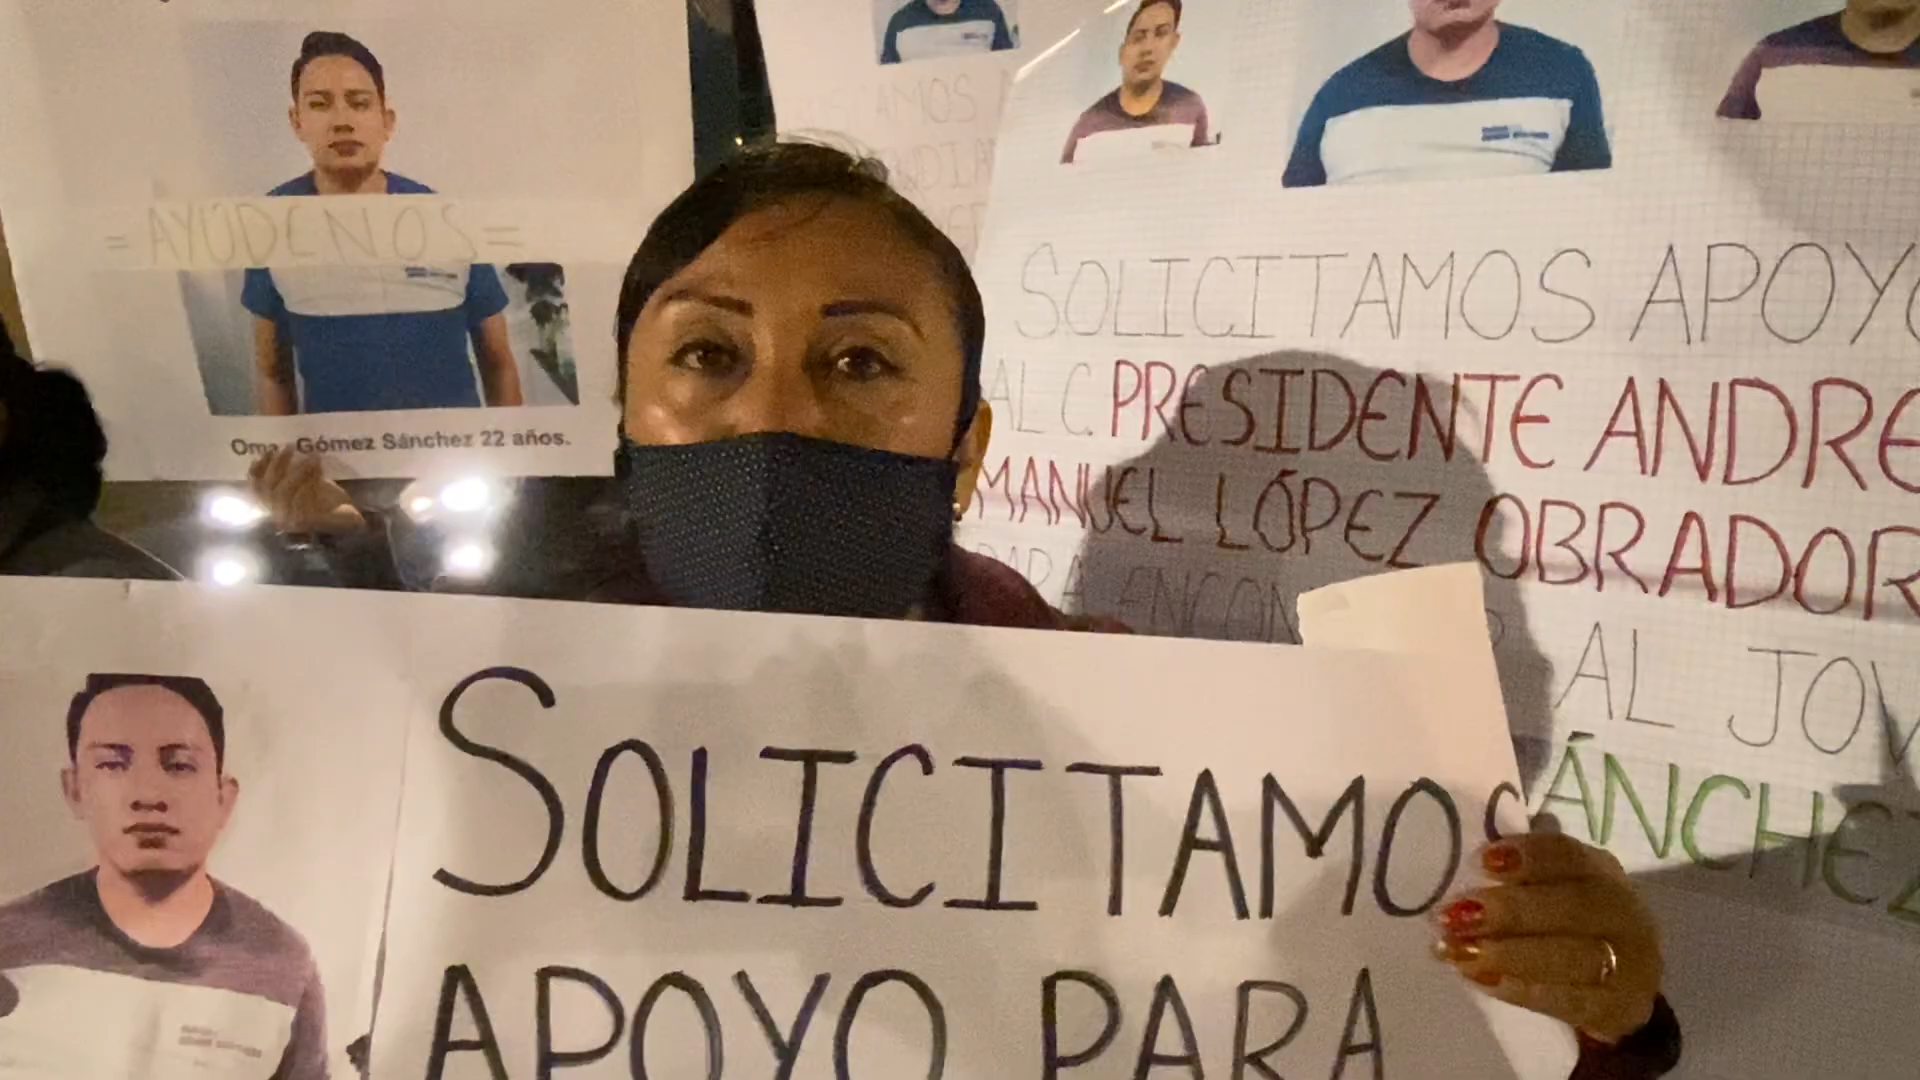 = AYÚDENOS =
Gómez Sánchez 22 años.
SOLICITAMOS APOYO
AL C. PRESIDENTE ANDRE
MANUEL LÓPEZ OBRADOR
AL JOV
SÁNCHEZ
SOLICITAMOS
APOYO PARA